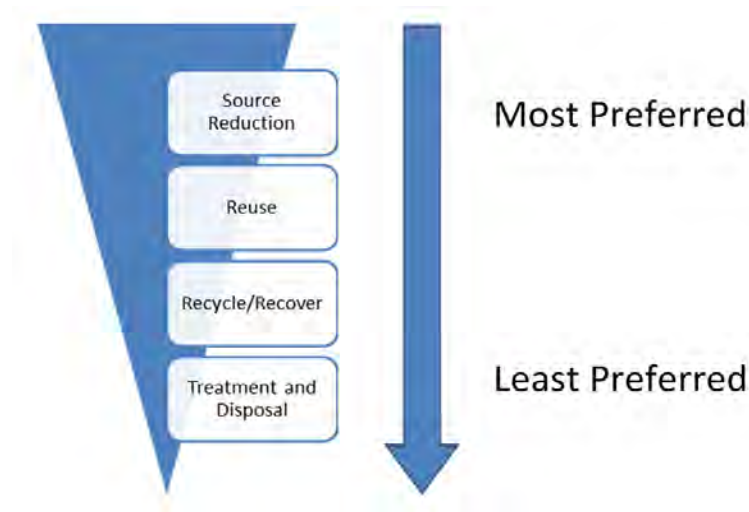 Source
Reduction
Most Preferred
Reuse
Recycle/Recover
Treatment and
Disposal
Least Preferred